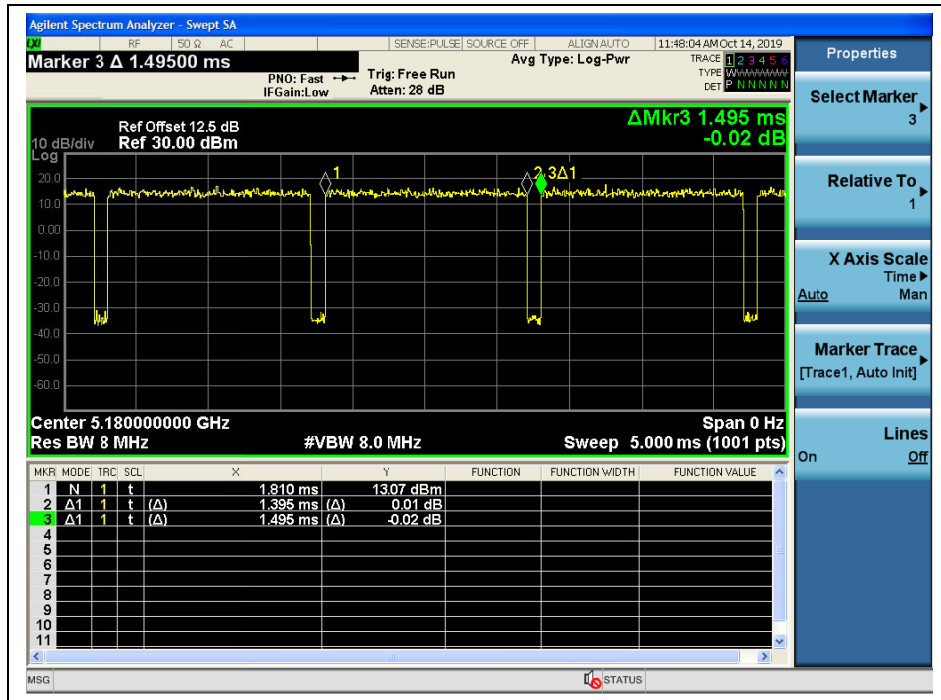 Agilent Spectrum Analyzer - Swept SA
LXI RF 50 Ω AC SENSE:PULSE SOURCE OFF ALIGN AUTO 11:48:04 AM Oct 14, 2019
Marker 3 Δ 1.49500 ms
PNO: Fast
IFGain:Low
Trig: Free Run
Atten: 28 dB
Avg Type: Log-Pwr
TRACE 1 2 3 4 5 6
TYPE W
DET P N N N N N
Ref Offset 12.5 dB
10 dB/div Ref 30.00 dBm
Log
ΔMkr3 1.495 ms
-0.02 dB
20.0
10.0
0.00
-10.0
-20.0
-30.0
-40.0
-50.0
-60.0
1
2 3Δ1
Center 5.180000000 GHz Span 0 Hz
Res BW 8 MHz #VBW 8.0 MHz Sweep 5.000 ms (1001 pts)
MKR MODE TRC SCL X Y FUNCTION FUNCTION WIDTH FUNCTION VALUE
1 N 1 t 1.810 ms 13.07 dBm
2 Δ1 1 t (Δ) 1.395 ms (Δ) 0.01 dB
3 Δ1 1 t (Δ) 1.495 ms (Δ) -0.02 dB
4
5
6
7
8
9
10
11
MSG STATUS
Properties
Select Marker
3
Relative To
1
X Axis Scale
Time
Auto Man
Marker Trace
[Trace1, Auto Init]
Lines
On Off